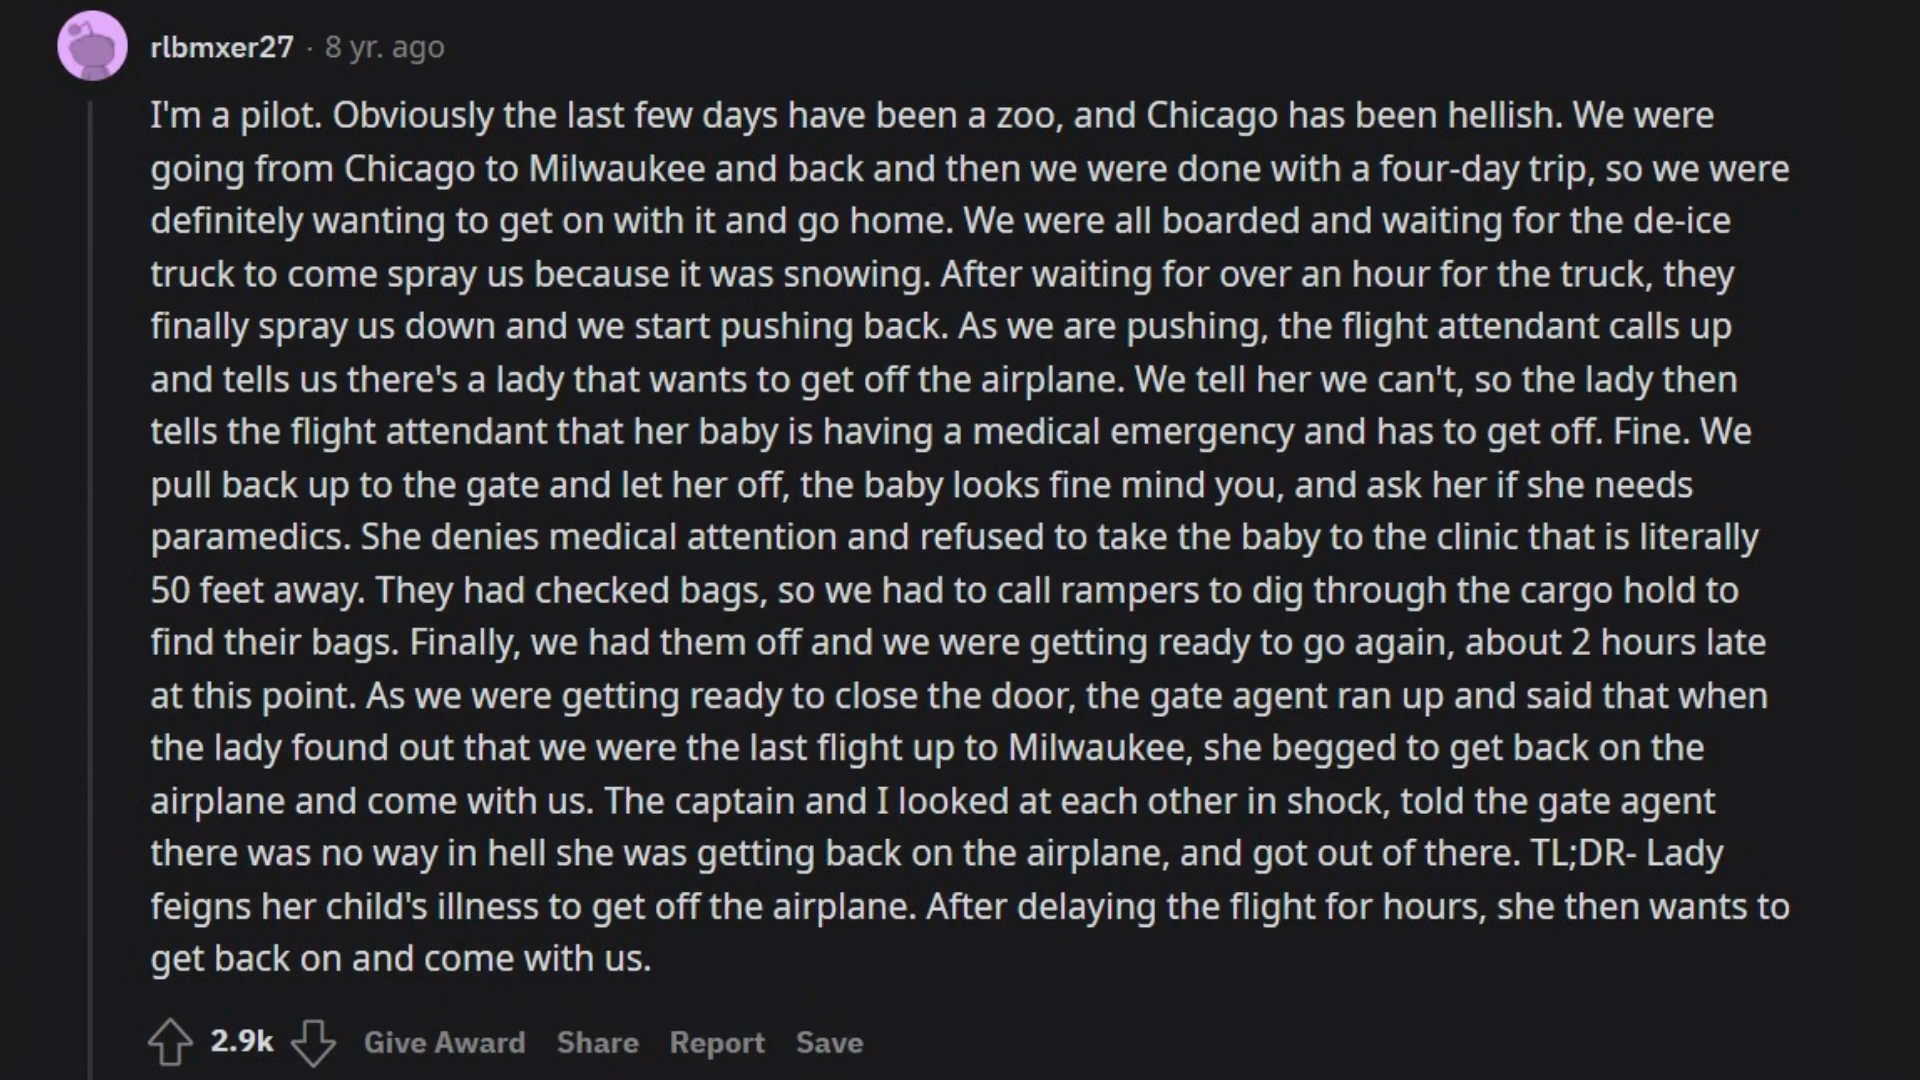 rlbmxer27 · 8 yr. ago
I'm a pilot. Obviously the last few days have been a zoo, and Chicago has been hellish. We were
going from Chicago to Milwaukee and back and then we were done with a four-day trip, so we were
definitely wanting to get on with it and go home. We were all boarded and waiting for the de-ice
truck to come spray us because it was snowing. After waiting for over an hour for the truck, they
finally spray us down and we start pushing back. As we are pushing, the flight attendant calls up
and tells us there's a lady that wants to get off the airplane. We tell her we can't, so the lady then
tells the flight attendant that her baby is having a medical emergency and has to get off. Fine. We
pull back up to the gate and let her off, the baby looks fine mind you, and ask her if she needs
paramedics. She denies medical attention and refused to take the baby to the clinic that is literally
50 feet away. They had checked bags, so we had to call rampers to dig through the cargo hold to
find their bags. Finally, we had them off and we were getting ready to go again, about 2 hours late
at this point. As we were getting ready to close the door, the gate agent ran up and said that when
the lady found out that we were the last flight up to Milwaukee, she begged to get back on the
airplane and come with us. The captain and I looked at each other in shock, told the gate agent
there was no way in hell she was getting back on the airplane, and got out of there. TL;DR- Lady
feigns her child's illness to get off the airplane. After delaying the flight for hours, she then wants to
get back on and come with us.
2.9k Give Award Share Report Save